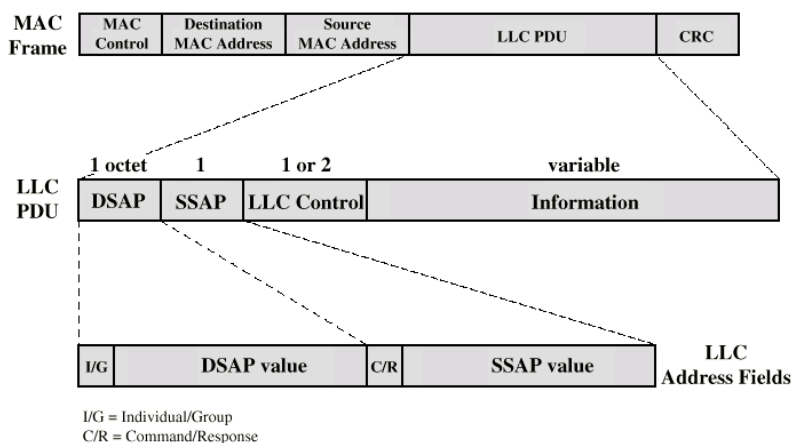 MAC Frame
MAC Control
Destination MAC Address
Source MAC Address
LLC PDU
CRC
1 octet
1
1 or 2
variable
LLC PDU
DSAP
SSAP
LLC Control
Information
I/G
DSAP value
C/R
SSAP value
LLC Address Fields
I/G = Individual/Group
C/R = Command/Response